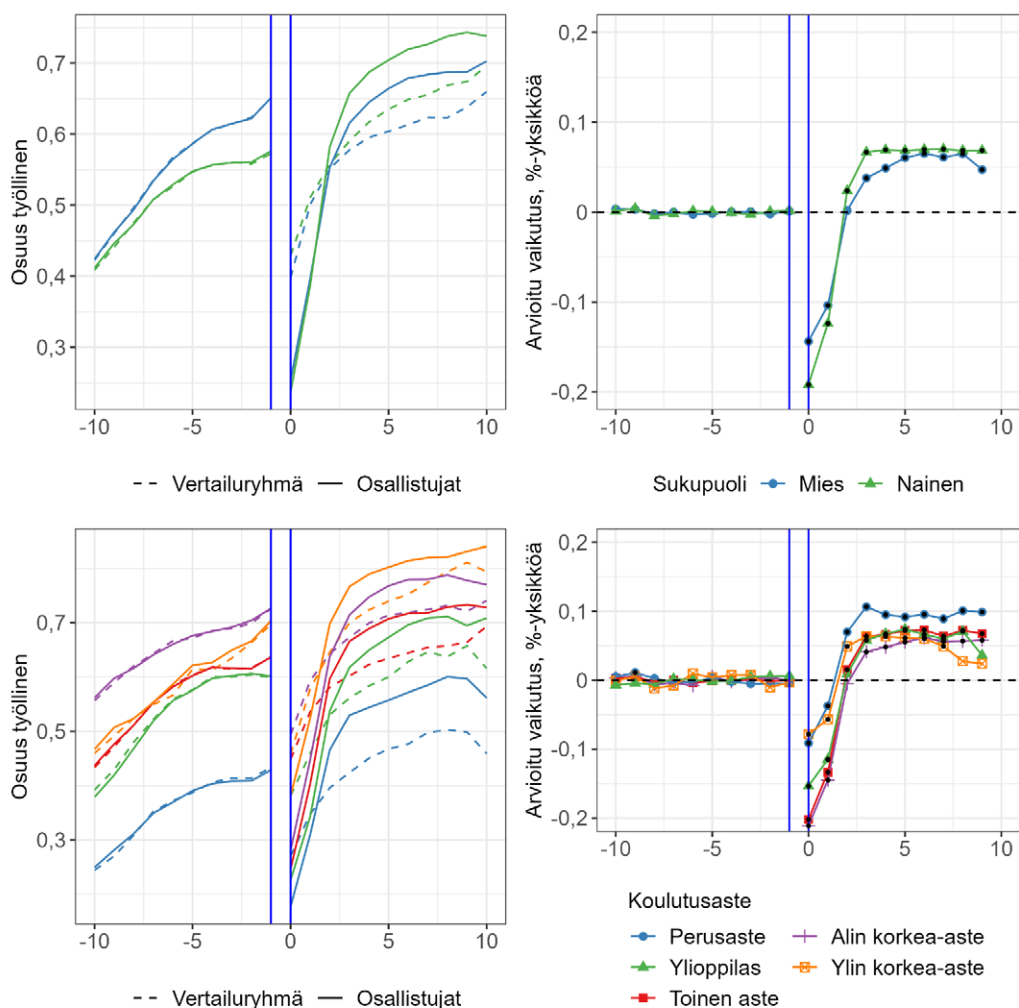 Osuus työllinen
0,7
0,6
0,5
0,4
0,3
-10 -5 0 5 10
Vertailuryhmä Osallistujat
Arvioitu vaikutus, %-yksikköä
0,2
0,1
0
-0,1
-0,2
-10 -5 0 5 10
Sukupuoli Mies Nainen
Osuus työllinen
0,7
0,5
0,3
-10 -5 0 5 10
Vertailuryhmä Osallistujat
Arvioitu vaikutus, %-yksikköä
0,2
0,1
0
-0,1
-0,2
-10 -5 0 5 10
Koulutusaste
Perusaste Alin korkea-aste
Ylioppilas Ylin korkea-aste
Toinen aste